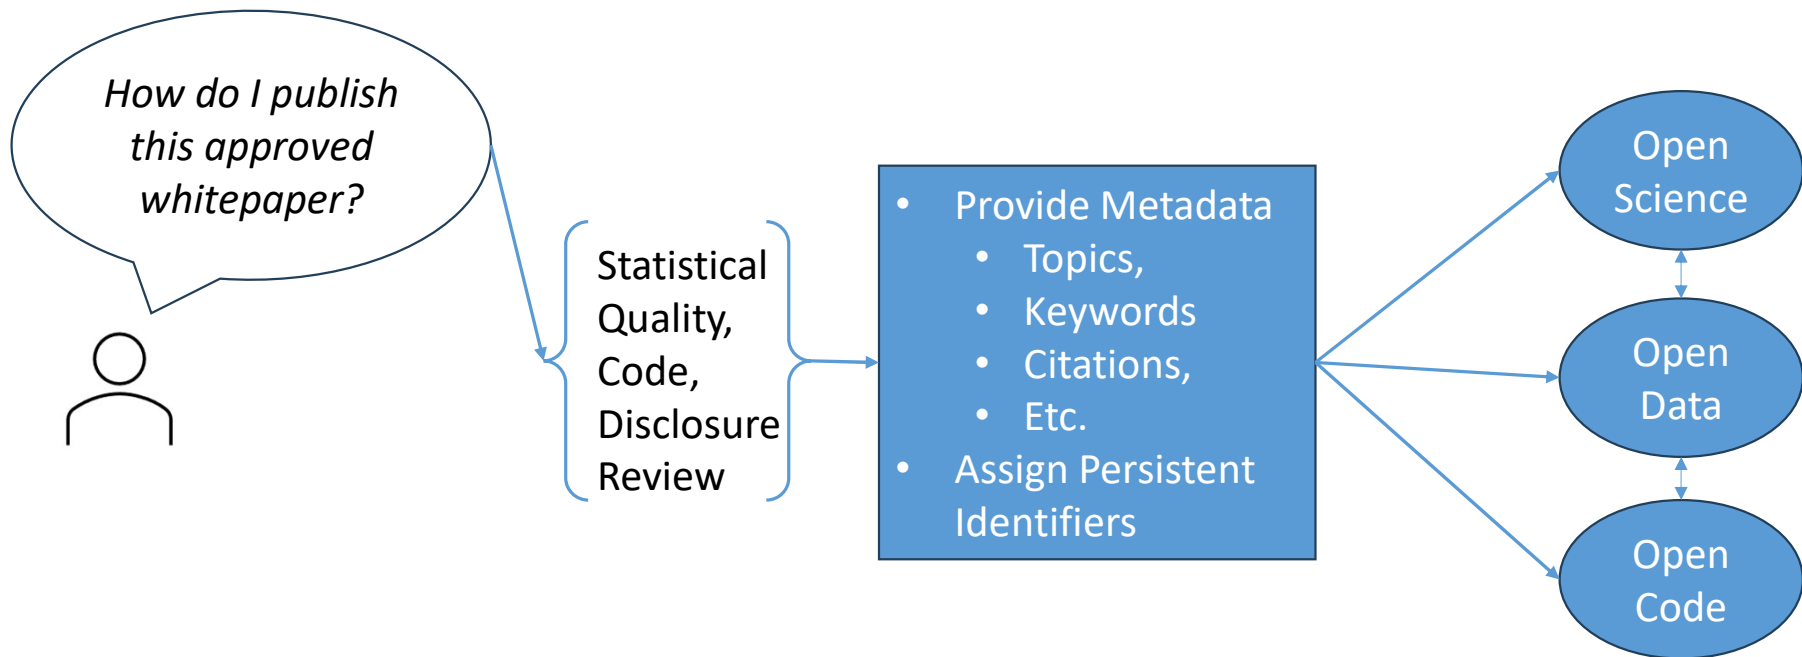 How do I publish
this approved
whitepaper?
Statistical
Quality,
Code,
Disclosure
Review
• Provide Metadata
• Topics,
• Keywords
• Citations,
• Etc.
• Assign Persistent
Identifiers
Open
Science
Open
Data
Open
Code